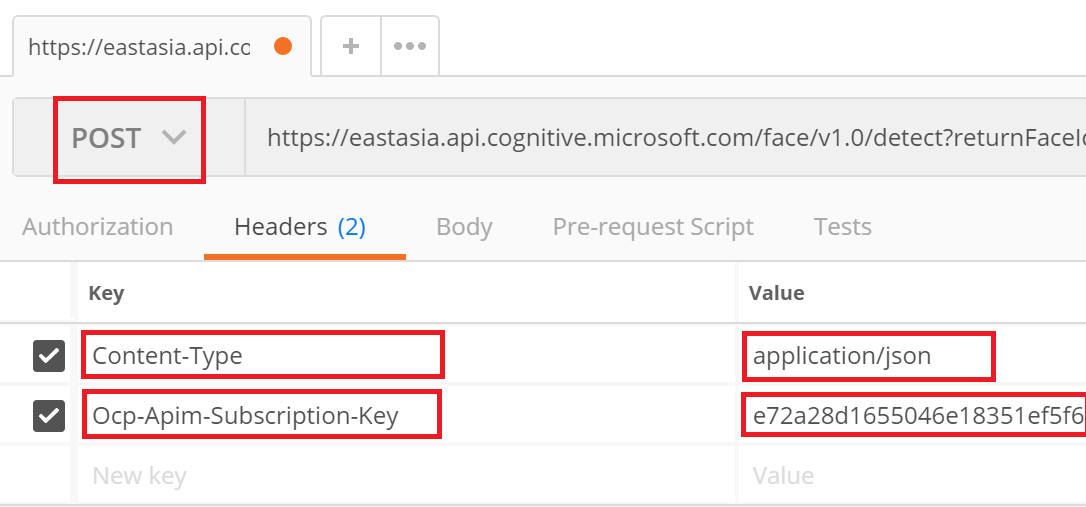 https://eastasia.api.cc
POST https://eastasia.api.cognitive.microsoft.com/face/v1.0/detect?returnFaceId
Authorization Headers (2) Body Pre-request Script Tests
Key Value
Content-Type application/json
Ocp-Apim-Subscription-Key e72a28d1655046e18351ef5f6
New key Value